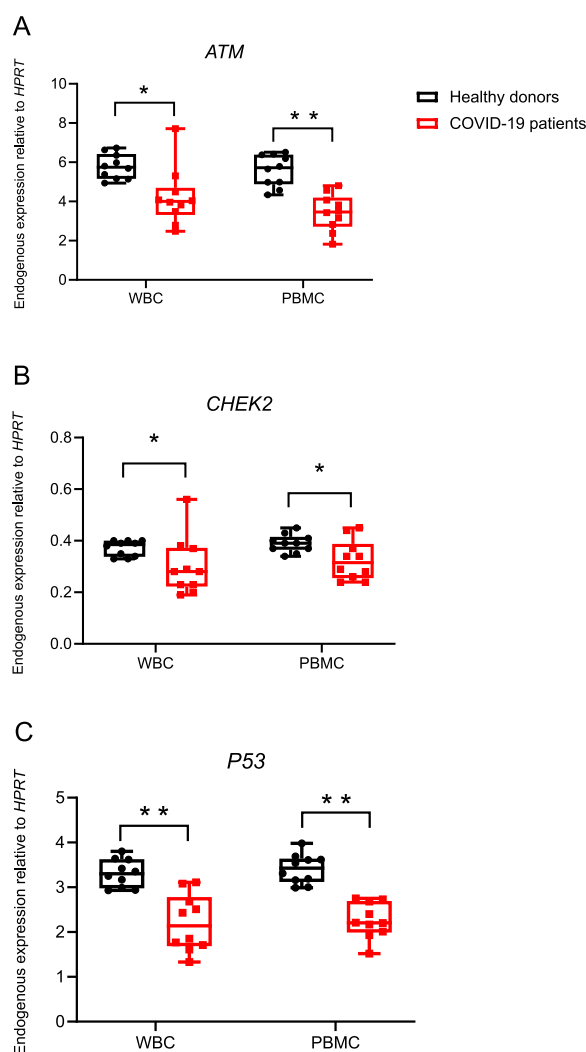 A
ATM
Endogenous expression relative to HPRT
10
8
6
4
2
0
*
* *
WBC
PBMC
Healthy donors
COVID-19 patients
B
CHEK2
Endogenous expression relative to HPRT
0.8
0.6
0.4
0.2
0.0
*
*
WBC
PBMC
C
P53
Endogenous expression relative to HPRT
5
4
3
2
1
0
* *
* *
WBC
PBMC